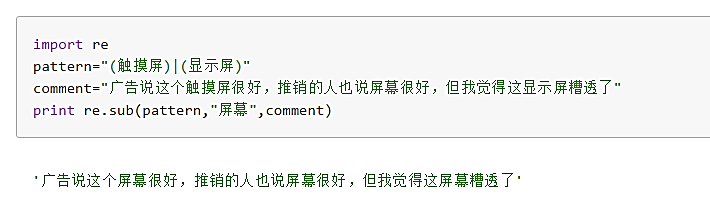 import re
pattern="(触摸屏)|(显示屏)"
comment="广告说这个触摸屏很好，推销的人也说屏幕很好，但我觉得这显示屏糟透了"
print re.sub(pattern,"屏幕",comment)
'广告说这个屏幕很好，推销的人也说屏幕很好，但我觉得这屏幕糟透了'